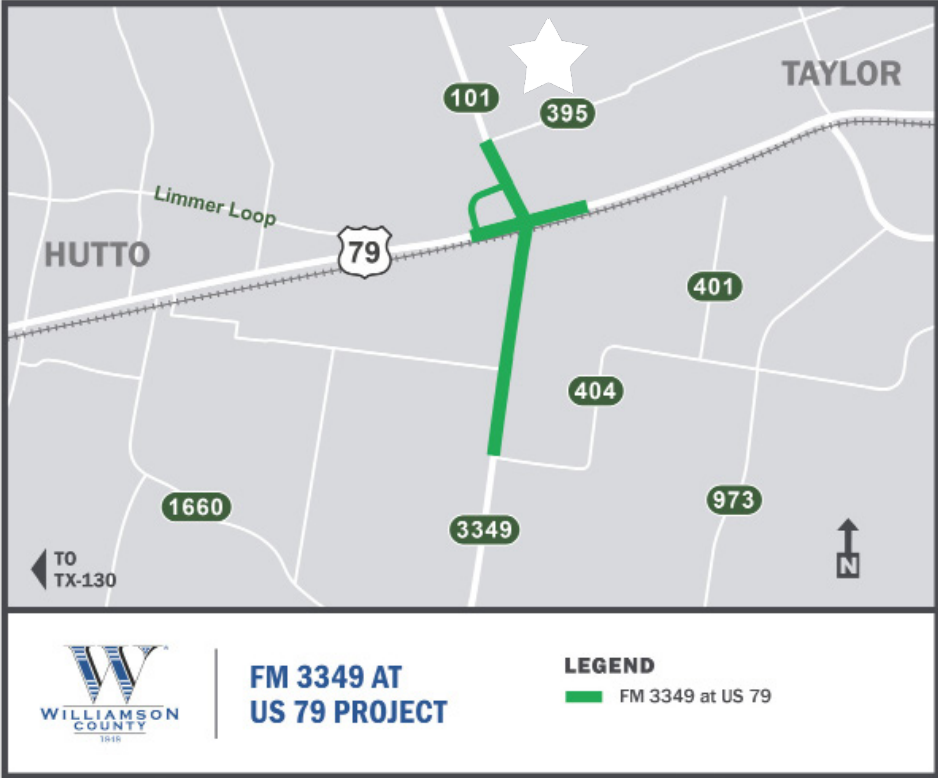 TAYLOR
101
395
Limmer Loop
79
HUTTO
401
404
1660
973
3349
TO
TX-130
N
W
WILLIAMSON
COUNTY
1848
FM 3349 AT
US 79 PROJECT
LEGEND
FM 3349 at US 79